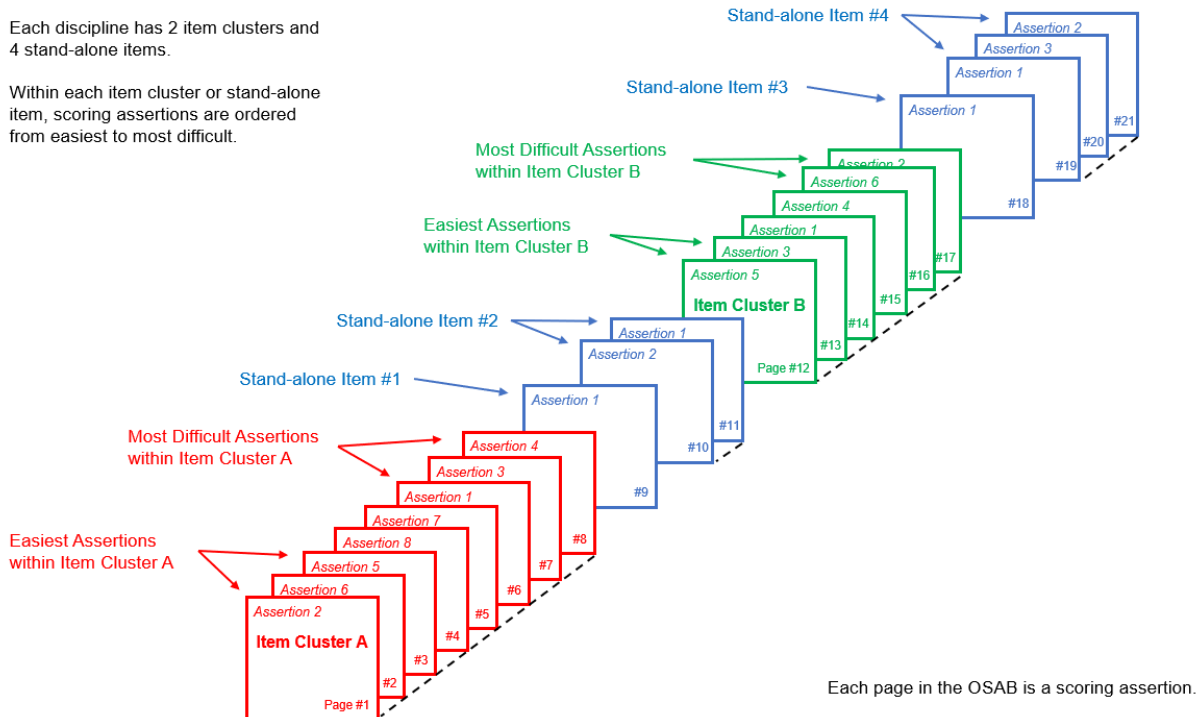 Each discipline has 2 item clusters and
4 stand-alone items.
Within each item cluster or stand-alone
item, scoring assertions are ordered
from easiest to most difficult.
Stand-alone Item #4
Assertion 2
Assertion 3
Assertion 1
#21
#20
#19
Stand-alone Item #3
Assertion 1
#18
Most Difficult Assertions
within Item Cluster B
Assertion 2
Assertion 6
Assertion 4
Easiest Assertions
within Item Cluster B
Assertion 1
Assertion 3
Assertion 5
Item Cluster B
#17
#16
#15
#14
#13
Page #12
Stand-alone Item #2
Assertion 1
Assertion 2
#11
#10
Stand-alone Item #1
Assertion 1
#9
Most Difficult Assertions
within Item Cluster A
Assertion 4
Assertion 3
Assertion 1
Assertion 7
Easiest Assertions
within Item Cluster A
Assertion 8
Assertion 5
Assertion 6
Assertion 2
Item Cluster A
#8
#7
#6
#5
#4
#3
#2
Page #1
Each page in the OSAB is a scoring assertion.